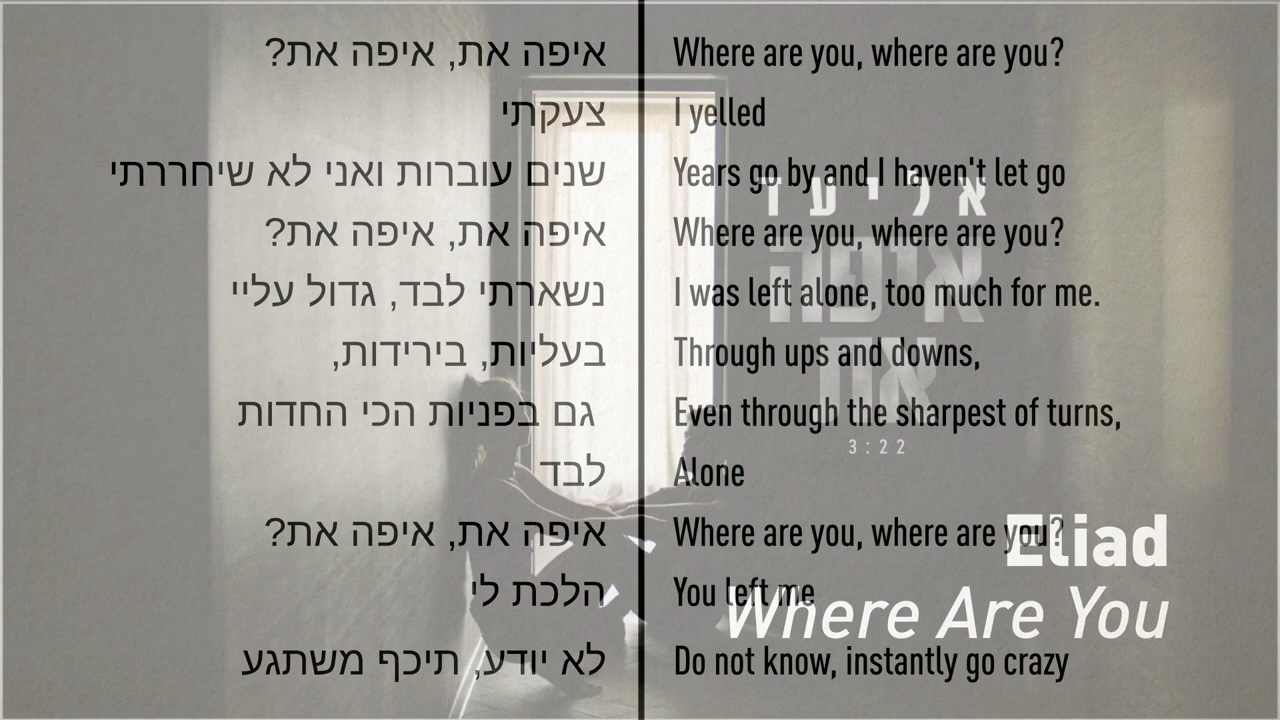 איפה את, איפה את?
צעקתי
שנים עוברות ואני לא שיחררתי
איפה את, איפה את?
נשארתי לבד, גדול עליי
בעליות, בירידות,
גם בפניות הכי החדות
לבד
איפה את, איפה את?
הלכת לי
לא יודע, תיכף משתגע
Where are you, where are you?
I yelled
Years go by and I haven't let go
Where are you, where are you?
I was left alone, too much for me.
Through ups and downs,
Even through the sharpest of turns,
Alone
Where are you, where are you?
You left me
Do not know, instantly go crazy
אליעד
איפה
את
3:22
Eliad
Where Are You